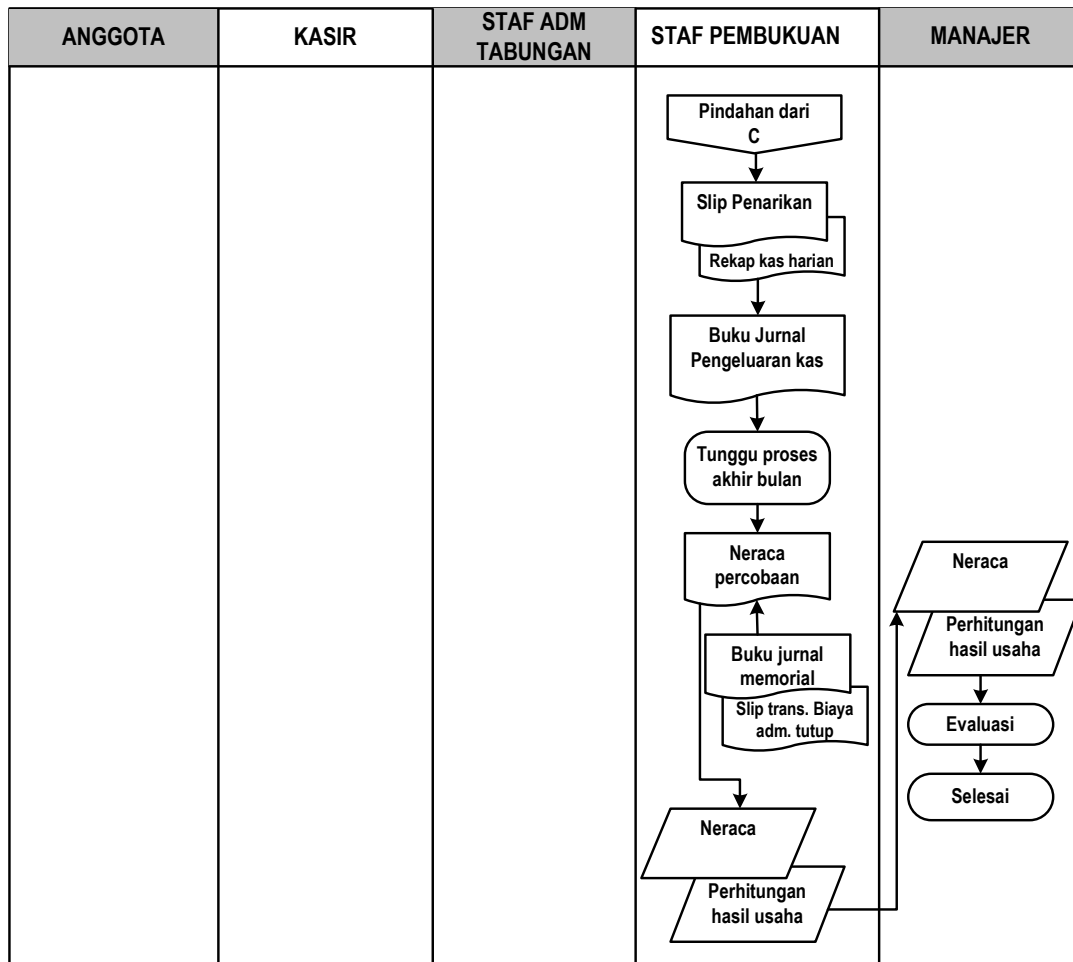 ANGGOTA
KASIR
STAF ADM
TABUNGAN
STAF PEMBUKUAN
MANAJER
Pindahan dari
C
Slip Penarikan
Rekap kas harian
Buku Jurnal
Pengeluaran kas
Tunggu proses
akhir bulan
Neraca
percobaan
Buku jurnal
memorial
Slip trans. Biaya
adm. tutup
Neraca
Perhitungan
hasil usaha
Neraca
Perhitungan
hasil usaha
Evaluasi
Selesai